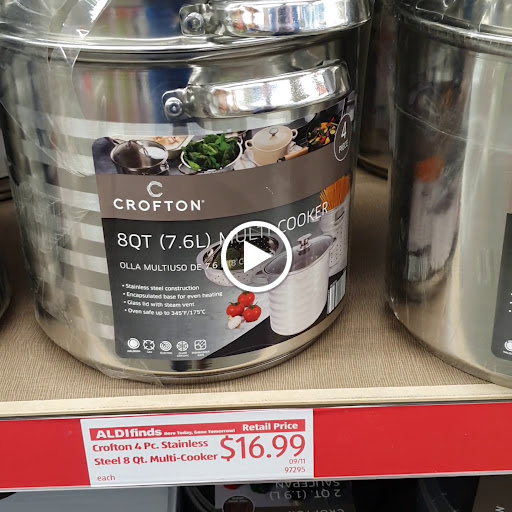 4
PIECE
C
CROFTON®
8QT (7.6L) MULTI COOKER
OLLA MULTIUSO DE 7.6
• Stainless steel construction
• Encapsulated base for even heating
• Glass lid with steam vent
• Oven safe up to 345°F/175°C
ALDIfinds Here Today, Gone Tomorrow! Retail Price
Crofton 4 Pc. Stainless
Steel 8 Qt. Multi-Cooker
$16.99
each
09/11
97295
SAUCEPAN
2 QT. (1.9 L)